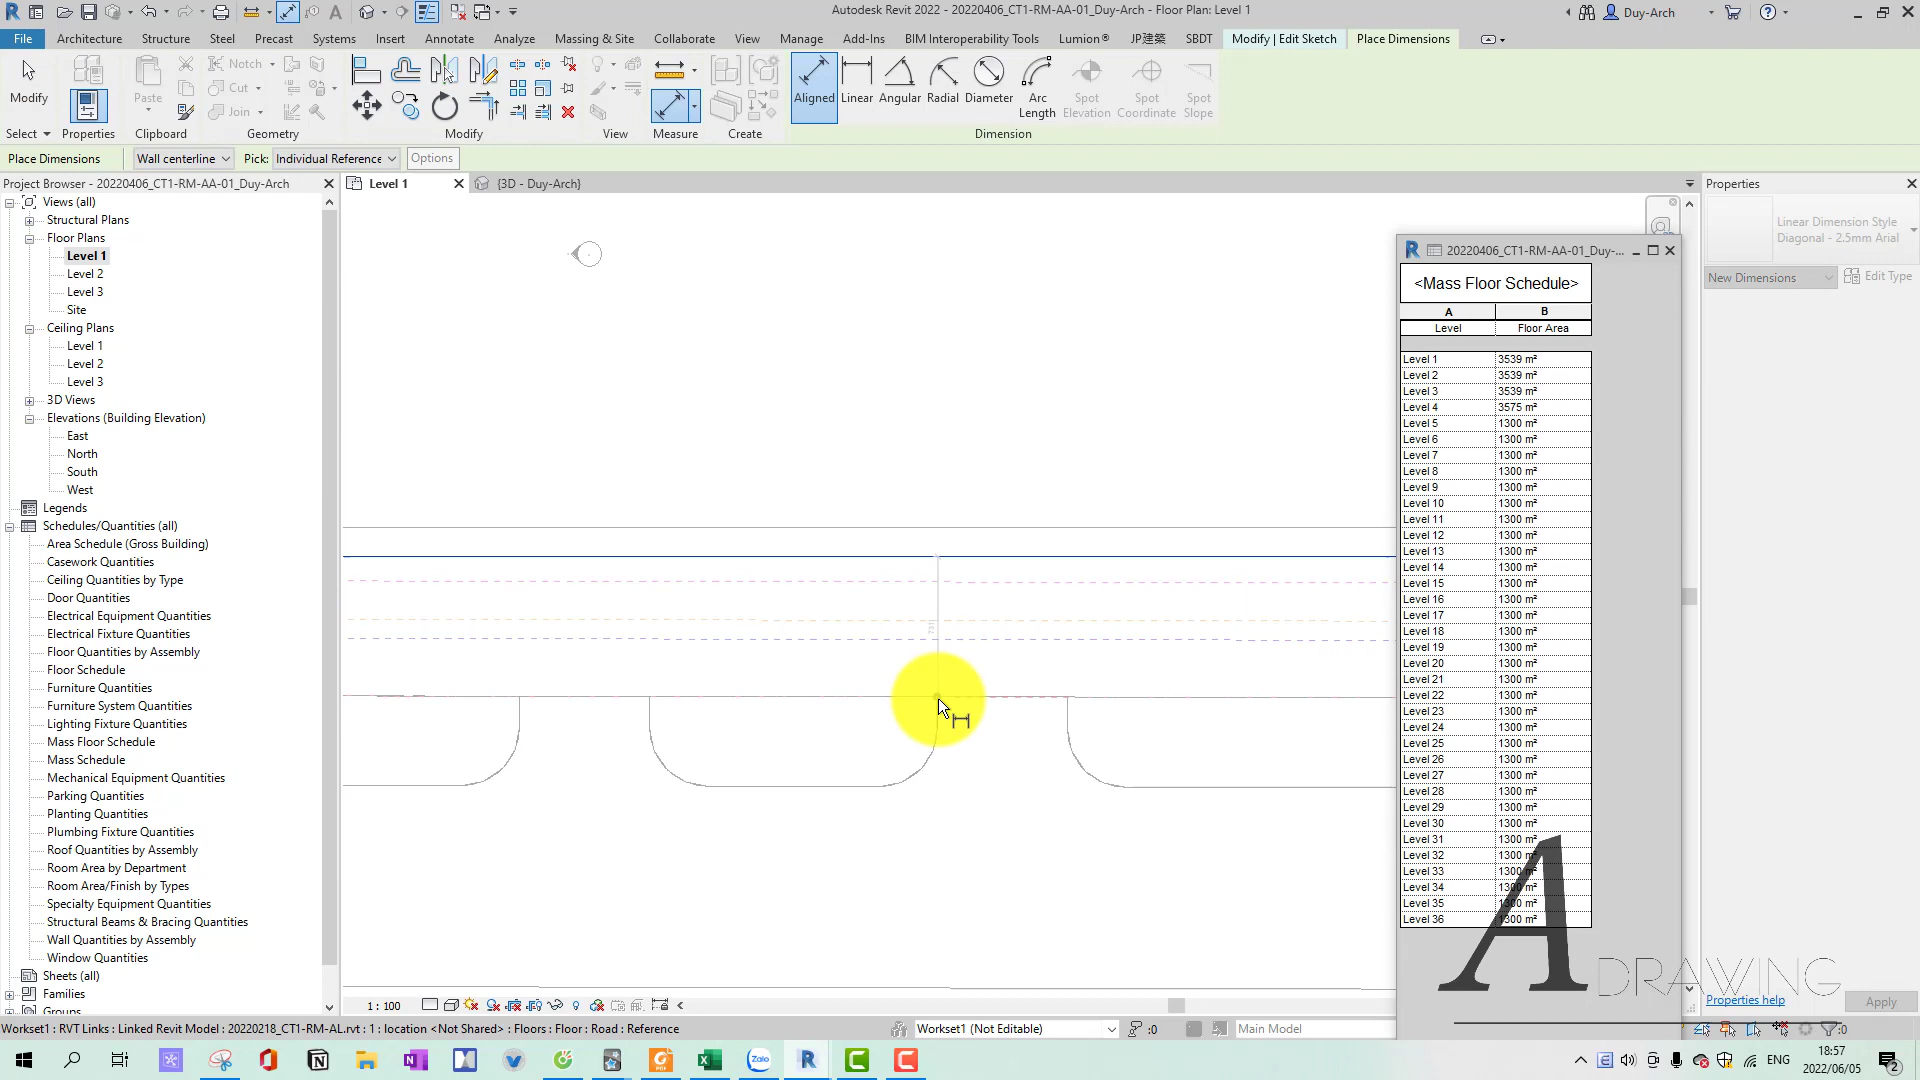 Autodesk Revit 2022 - 20220406_CT1-RM-AA-01_Duy-Arch - Floor Plan: Level 1
Duy-Arch
File Architecture Structure Steel Precast Systems Insert Annotate Analyze Massing & Site Collaborate View Manage Add-Ins BIM Interoperability Tools Lumion® JP建築 SBDT Modify | Edit Sketch Place Dimensions
Modify Paste Notch Cut Join Aligned Linear Angular Radial Diameter Arc Length Spot Elevation Spot Coordinate Spot Slope
Select Properties Clipboard Geometry Modify View Measure Create Dimension
Place Dimensions Wall centerline Pick: Individual Reference Options
Project Browser - 20220406_CT1-RM-AA-01_Duy-Arch
Level 1 {3D - Duy-Arch}
Properties
Views (all)
Structural Plans
Floor Plans
Level 1
Level 2
Level 3
Site
Ceiling Plans
Level 1
Level 2
Level 3
3D Views
Elevations (Building Elevation)
East
North
South
West
Legends
Schedules/Quantities (all)
Area Schedule (Gross Building)
Casework Quantities
Ceiling Quantities by Type
Door Quantities
Electrical Equipment Quantities
Electrical Fixture Quantities
Floor Quantities by Assembly
Floor Schedule
Furniture Quantities
Furniture System Quantities
Lighting Fixture Quantities
Mass Floor Schedule
Mass Schedule
Mechanical Equipment Quantities
Parking Quantities
Planting Quantities
Plumbing Fixture Quantities
Roof Quantities by Assembly
Room Area by Department
Room Area/Finish by Types
Specialty Equipment Quantities
Structural Beams & Bracing Quantities
Wall Quantities by Assembly
Window Quantities
Sheets (all)
Families
Groups
Linear Dimension Style
Diagonal - 2.5mm Arial
New Dimensions Edit Type
20220406_CT1-RM-AA-01_Duy-...
<Mass Floor Schedule>
A B
Level Floor Area
Level 1 3539 m²
Level 2 3539 m²
Level 3 3539 m²
Level 4 3575 m²
Level 5 1300 m²
Level 6 1300 m²
Level 7 1300 m²
Level 8 1300 m²
Level 9 1300 m²
Level 10 1300 m²
Level 11 1300 m²
Level 12 1300 m²
Level 13 1300 m²
Level 14 1300 m²
Level 15 1300 m²
Level 16 1300 m²
Level 17 1300 m²
Level 18 1300 m²
Level 19 1300 m²
Level 20 1300 m²
Level 21 1300 m²
Level 22 1300 m²
Level 23 1300 m²
Level 24 1300 m²
Level 25 1300 m²
Level 26 1300 m²
Level 27 1300 m²
Level 28 1300 m²
Level 29 1300 m²
Level 30 1300 m²
Level 31 1300 m²
Level 32 1300 m²
Level 33 1300 m²
Level 34 1300 m²
Level 35 1300 m²
Level 36 1300 m²
A DRAWING
Properties help Apply
1 : 100
Workset1 : RVT Links : Linked Revit Model : 20220218_CT1-RM-AL.rvt : 1 : location <Not Shared> : Floors : Floor : Road : Reference
Workset1 (Not Editable) :0 Main Model :0
Zalo
ENG
18:57
2022/06/05
2